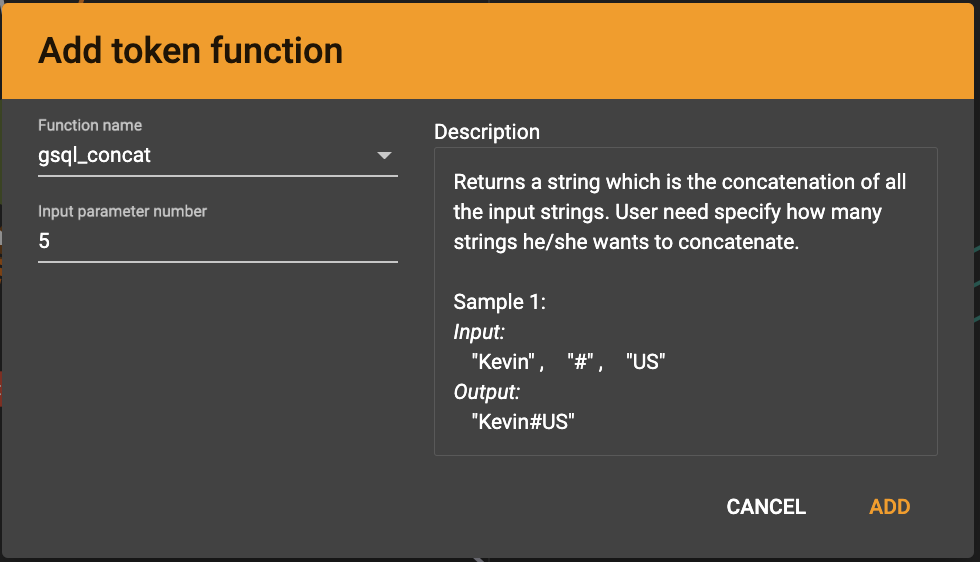 Add token function
Function name
gsql_concat
Input parameter number
5
Description
Returns a string which is the concatenation of all
the input strings. User need specify how many
strings he/she wants to concatenate.
Sample 1:
Input:
"Kevin" , "#" , "US"
Output:
"Kevin#US"
CANCEL
ADD